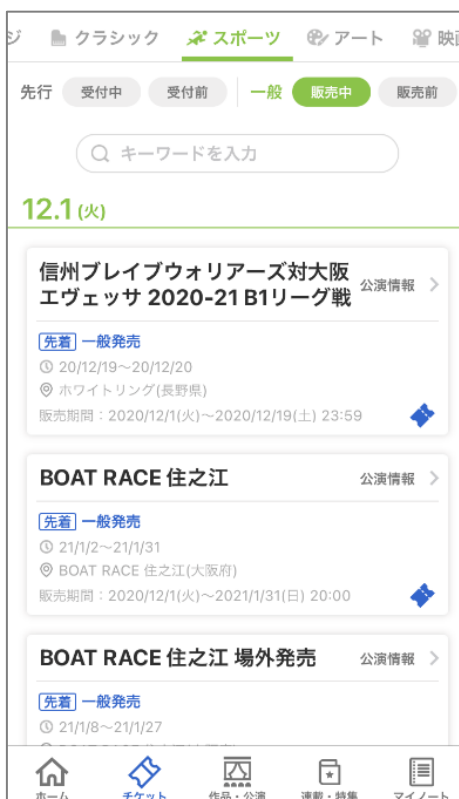 ジ クラシック スポーツ アート 映画
先行 受付中 受付前 一般 販売中 販売前
キーワードを入力
12.1(火)
信州ブレイブウォリアーズ対大阪
エヴェッサ 2020-21 B1リーグ戦
公演情報
先着 一般発売
20/12/19~20/12/20
ホワイトリング(長野県)
販売期間:2020/12/1(火)~2020/12/19(土) 23:59
BOAT RACE 住之江
公演情報
先着 一般発売
21/1/2~21/1/31
BOAT RACE 住之江(大阪府)
販売期間:2020/12/1(火)~2021/1/31(日) 20:00
BOAT RACE 住之江 場外発売
公演情報
先着 一般発売
21/1/8~21/1/27
ホーム チケット 作品・公演 連載・特集 マイノート